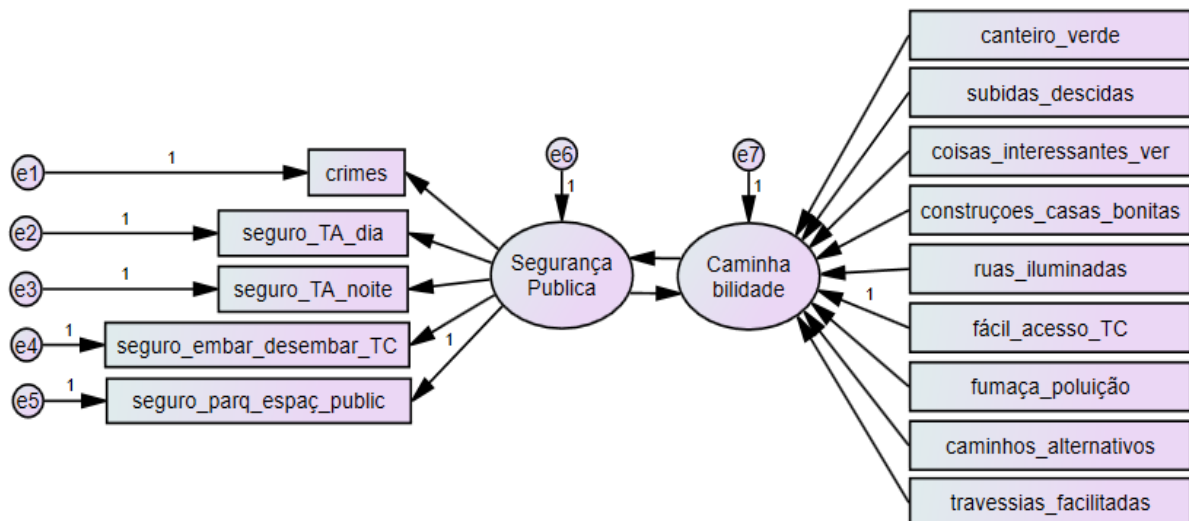 canteiro_verde
subidas_descidas
coisas_interessantes_ver
construçoes_casas_bonitas
ruas_iluminadas
1
fácil_acesso_TC
fumaça_poluição
caminhos_alternativos
travessias_facilitadas
e6
1
e7
1
Segurança
Publica
Caminha
bilidade
e1
1
crimes
e2
1
seguro_TA_dia
e3
1
seguro_TA_noite
e4
1
seguro_embar_desembar_TC
1
e5
1
seguro_parq_espaç_public